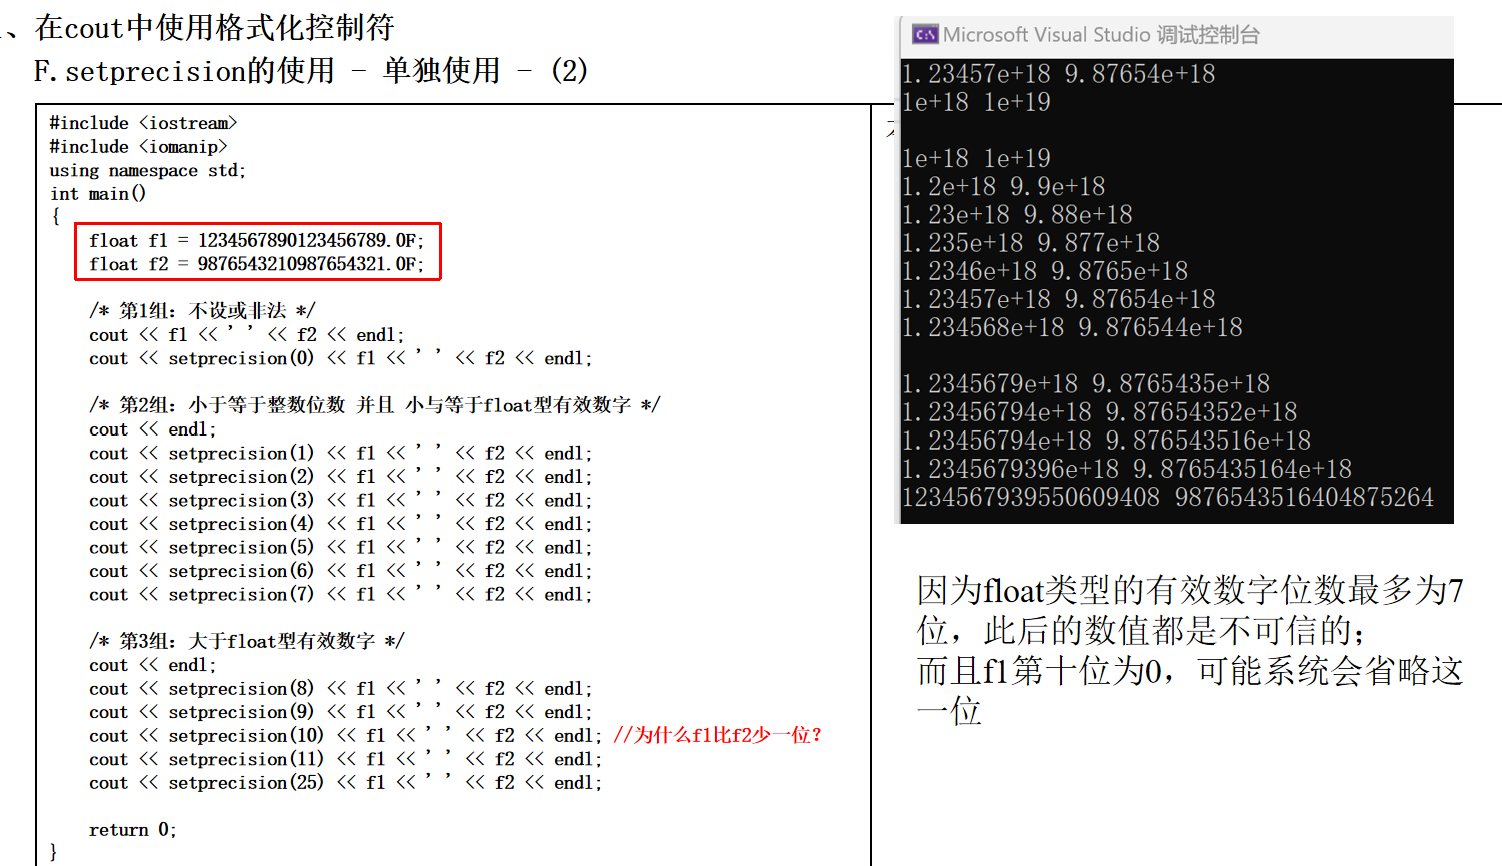 、在cout中使用格式化控制符
F.setprecision的使用 - 单独使用 - (2)
#include <iostream>
#include <iomanip>
using namespace std;
int main()
{
float f1 = 1234567890123456789.0F;
float f2 = 9876543210987654321.0F;
/* 第1组：不设或非法 */
cout << f1 << ' ' << f2 << endl;
cout << setprecision(0) << f1 << ' ' << f2 << endl;
/* 第2组：小于等于整数位数 并且 小与等于float型有效数字 */
cout << endl;
cout << setprecision(1) << f1 << ' ' << f2 << endl;
cout << setprecision(2) << f1 << ' ' << f2 << endl;
cout << setprecision(3) << f1 << ' ' << f2 << endl;
cout << setprecision(4) << f1 << ' ' << f2 << endl;
cout << setprecision(5) << f1 << ' ' << f2 << endl;
cout << setprecision(6) << f1 << ' ' << f2 << endl;
cout << setprecision(7) << f1 << ' ' << f2 << endl;
/* 第3组：大于float型有效数字 */
cout << endl;
cout << setprecision(8) << f1 << ' ' << f2 << endl;
cout << setprecision(9) << f1 << ' ' << f2 << endl;
cout << setprecision(10) << f1 << ' ' << f2 << endl; //为什么f1比f2少一位?
cout << setprecision(11) << f1 << ' ' << f2 << endl;
cout << setprecision(25) << f1 << ' ' << f2 << endl;
return 0;
}
Microsoft Visual Studio 调试控制台
1.23457e+18 9.87654e+18
1e+18 1e+19
1e+18 1e+19
1.2e+18 9.9e+18
1.23e+18 9.88e+18
1.235e+18 9.877e+18
1.2346e+18 9.8765e+18
1.23457e+18 9.87654e+18
1.234568e+18 9.876544e+18
1.2345679e+18 9.8765435e+18
1.23456794e+18 9.87654352e+18
1.23456794e+18 9.876543516e+18
1.2345679396e+18 9.8765435164e+18
1234567939550609408 9876543516404875264
因为float类型的有效数字位数最多为7
位，此后的数值都是不可信的；
而且f1第十位为0，可能系统会省略这
一位